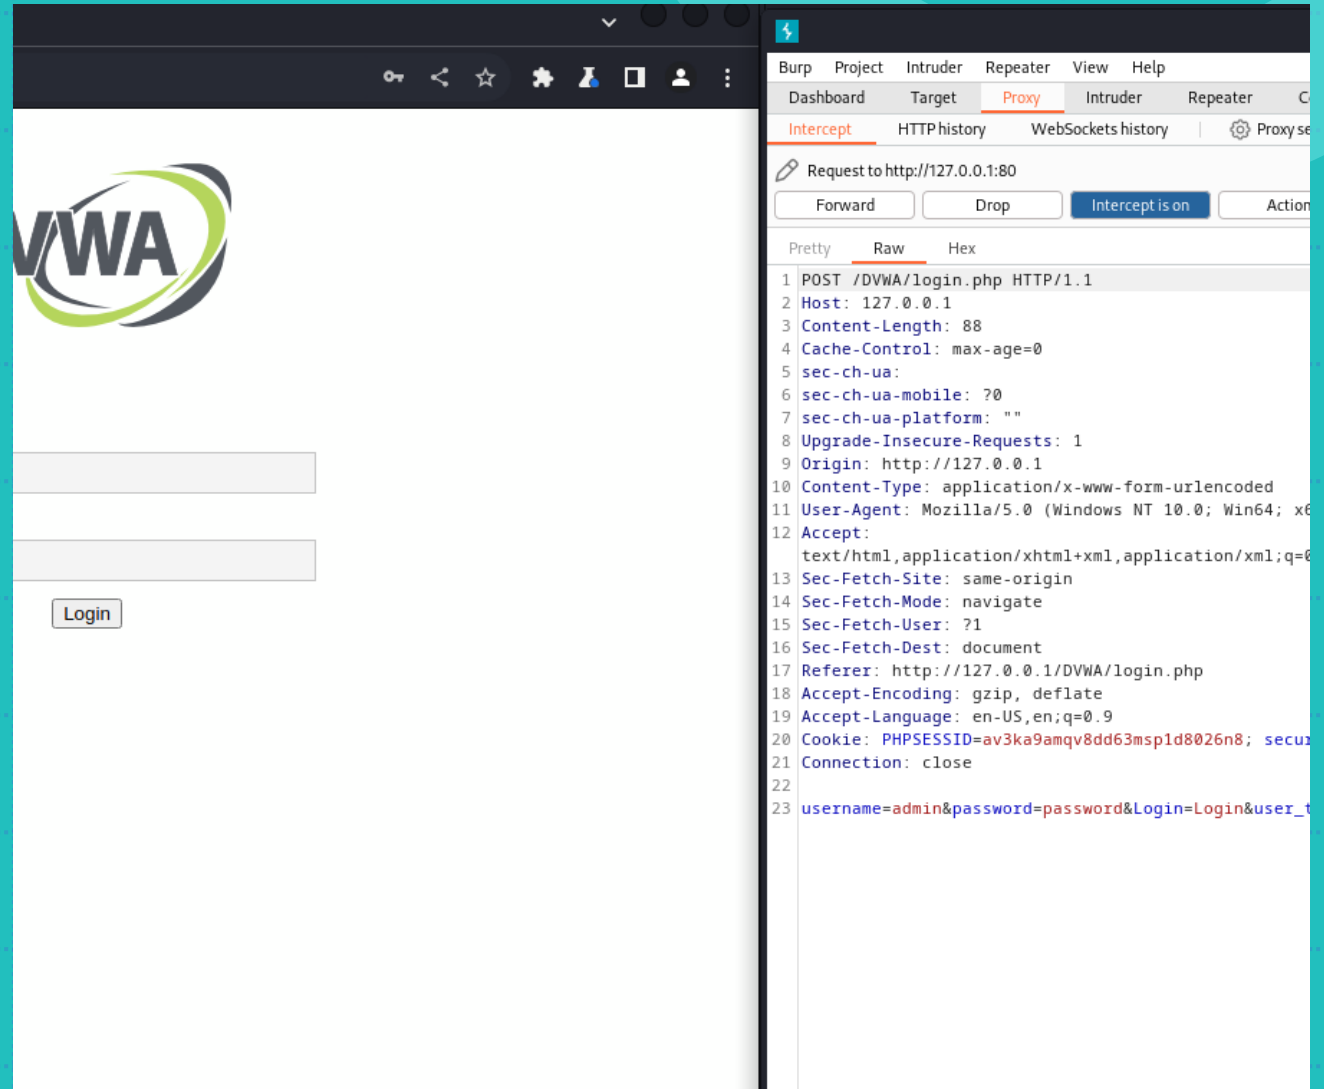 VWA
Login
Burp Project Intruder Repeater View Help
Dashboard Target Proxy Intruder Repeater
Intercept HTTP history WebSockets history Proxy se
Request to http://127.0.0.1:80
Forward Drop Intercept is on Action
Pretty Raw Hex
1 POST /DVWA/login.php HTTP/1.1
2 Host: 127.0.0.1
3 Content-Length: 88
4 Cache-Control: max-age=0
5 sec-ch-ua:
6 sec-ch-ua-mobile: ?0
7 sec-ch-ua-platform: ""
8 Upgrade-Insecure-Requests: 1
9 Origin: http://127.0.0.1
10 Content-Type: application/x-www-form-urlencoded
11 User-Agent: Mozilla/5.0 (Windows NT 10.0; Win64; x6
12 Accept:
text/html,application/xhtml+xml,application/xml;q=0
13 Sec-Fetch-Site: same-origin
14 Sec-Fetch-Mode: navigate
15 Sec-Fetch-User: ?1
16 Sec-Fetch-Dest: document
17 Referer: http://127.0.0.1/DVWA/login.php
18 Accept-Encoding: gzip, deflate
19 Accept-Language: en-US,en;q=0.9
20 Cookie: PHPSESSID=av3ka9amqv8dd63msp1d8026n8; secur
21 Connection: close
22
23 username=admin&password=password&Login=Login&user_t